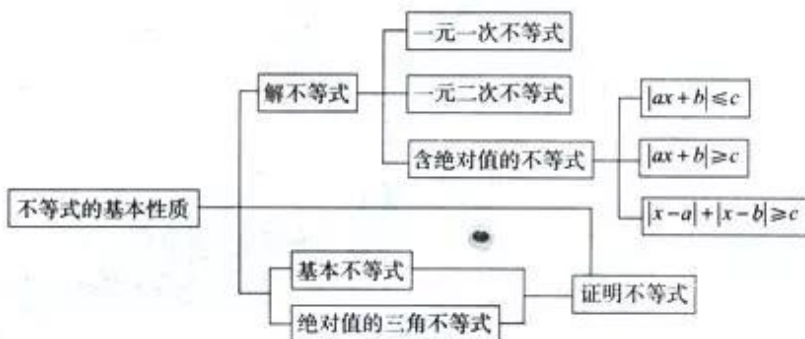 一元一次不等式
解不等式
一元二次不等式
|ax+b|≤c
含绝对值的不等式
|ax+b|≥c
不等式的基本性质
|x-a|+|x-b|≥c
基本不等式
证明不等式
绝对值的三角不等式